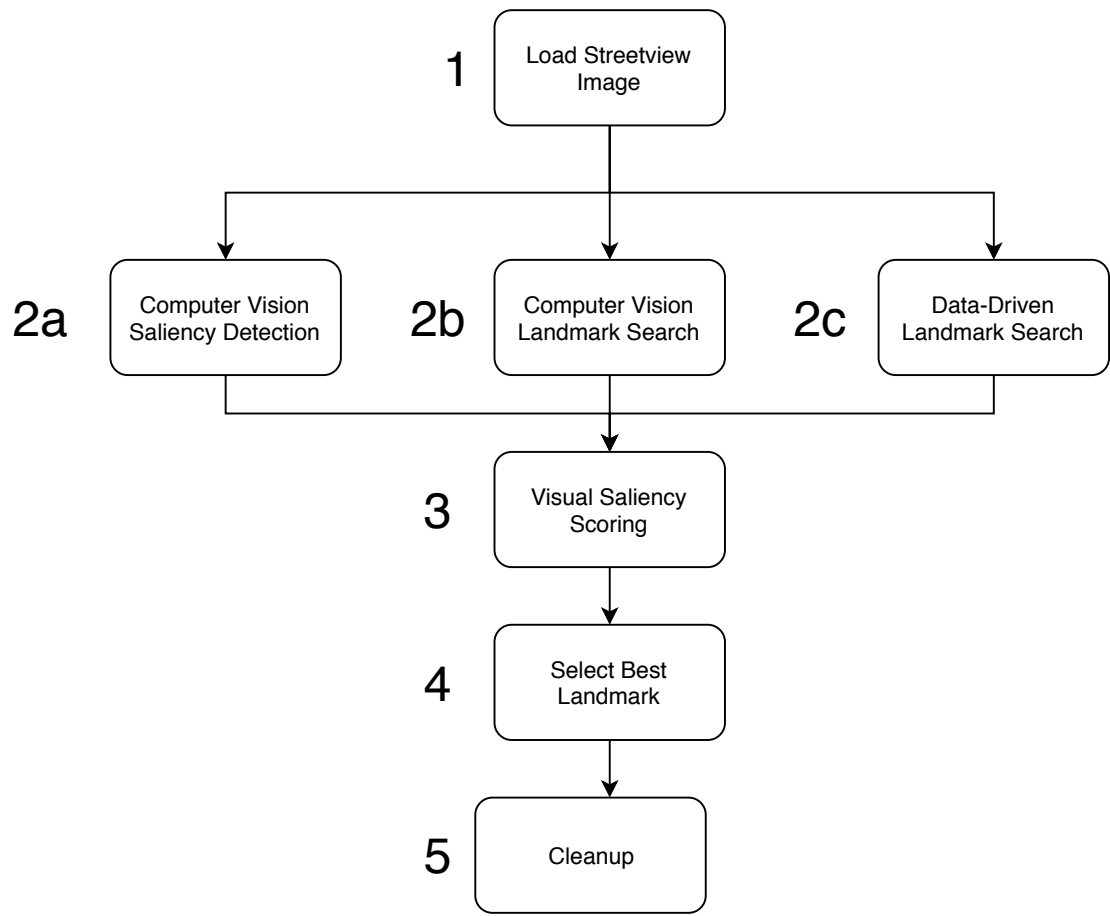 1
Load Streetview
Image
2a
Computer Vision
Saliency Detection
2b
Computer Vision
Landmark Search
2c
Data-Driven
Landmark Search
3
Visual Saliency
Scoring
4
Select Best
Landmark
5
Cleanup